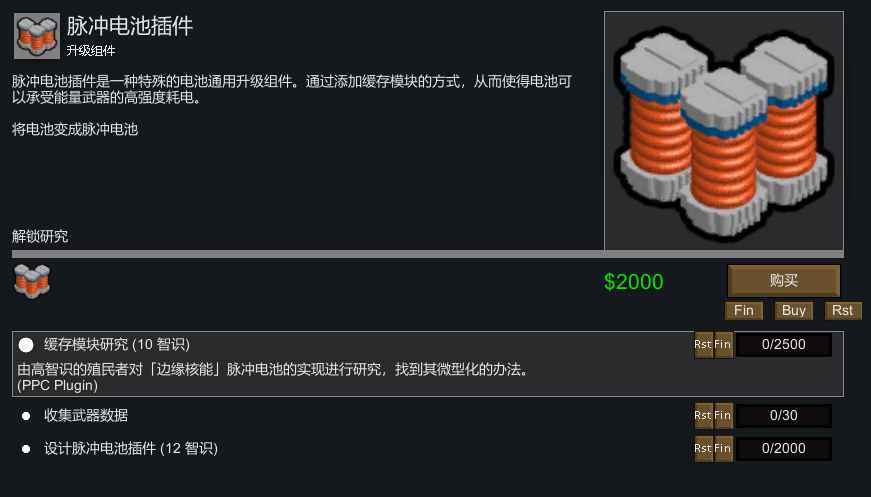 脉冲电池插件
升级组件
脉冲电池插件是一种特殊的电池通用升级组件。通过添加缓存模块的方式，从而使得电池可
以承受能量武器的高强度耗电。
将电池变成脉冲电池
解锁研究
$2000
购买
Fin Buy Rst
缓存模块研究 (10 智识) Rst Fin 0/2500
由高智识的殖民者对「边缘核能」脉冲电池的实现进行研究，找到其微型化的办法。
(PPC Plugin)
收集武器数据 Rst Fin 0/30
设计脉冲电池插件 (12 智识) Rst Fin 0/2000